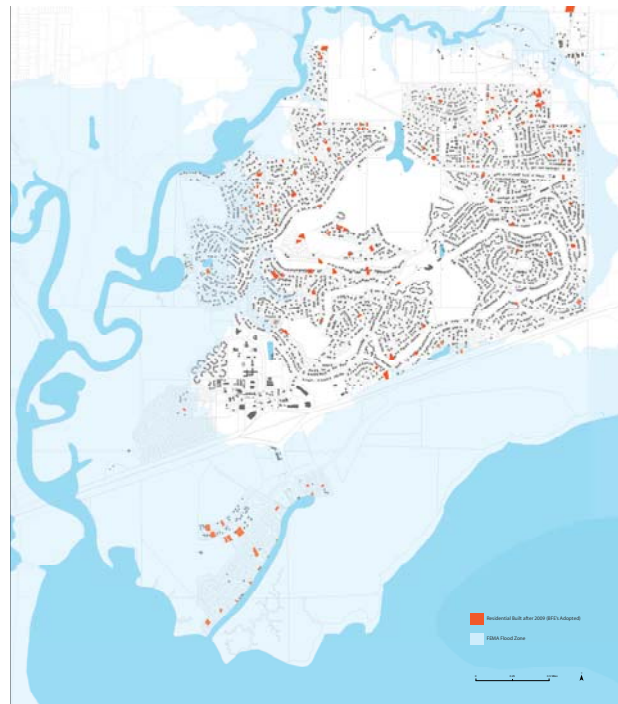 Residential Built after 2009 (BFE's Adopted)
FEMA Flood Zone